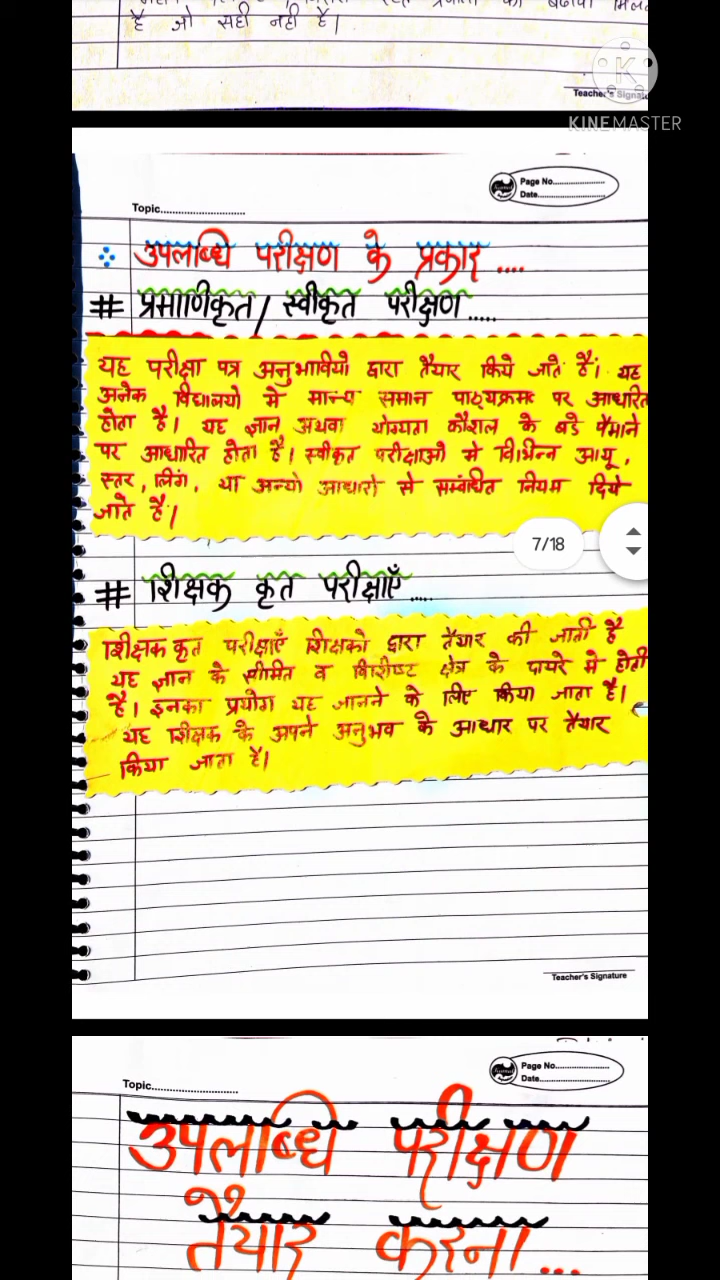 है जो सही नहीं है।
Teacher's Signat
KINEMASTER
Page No.
Date
Topic
उपलब्धि परीक्षण के प्रकार ....
# प्रमाणिकृत / स्वीकृत परीक्षण .....
यह परीक्षा पत्र अनुभावियो द्वारा तैयार किये जाते है। यह
अनेक विद्यालयो मे मान्य समान पाठ्यक्रम पर आधारित
होता है। यह ज्ञान अथवा योग्यता कौशल के बडे पैमाने
पर आधारित होता है। स्वीकृत परीक्षाओ मे विभिन्न आयू,
स्तर, लिंग, या अन्यो आधारो से सम्बंधित नियम दिये
जाते है।
7/18
# शिक्षक कृत परीक्षाएँ ....
शिक्षक कृत परीक्षाएँ शिक्षको द्वारा तैयार की जाती है
यह ज्ञान के सीमित व विशिष्ट क्षेत्र के दायरे मे होती
है। इनका प्रयोग यह जानने के लिए किया जाता है।
यह शिक्षक के अपने अनुभव के आधार पर तैयार
किया जाता है।
Teacher's Signature
Page No.
Date
Topic
उपलब्धि परीक्षण
तैयार करना...